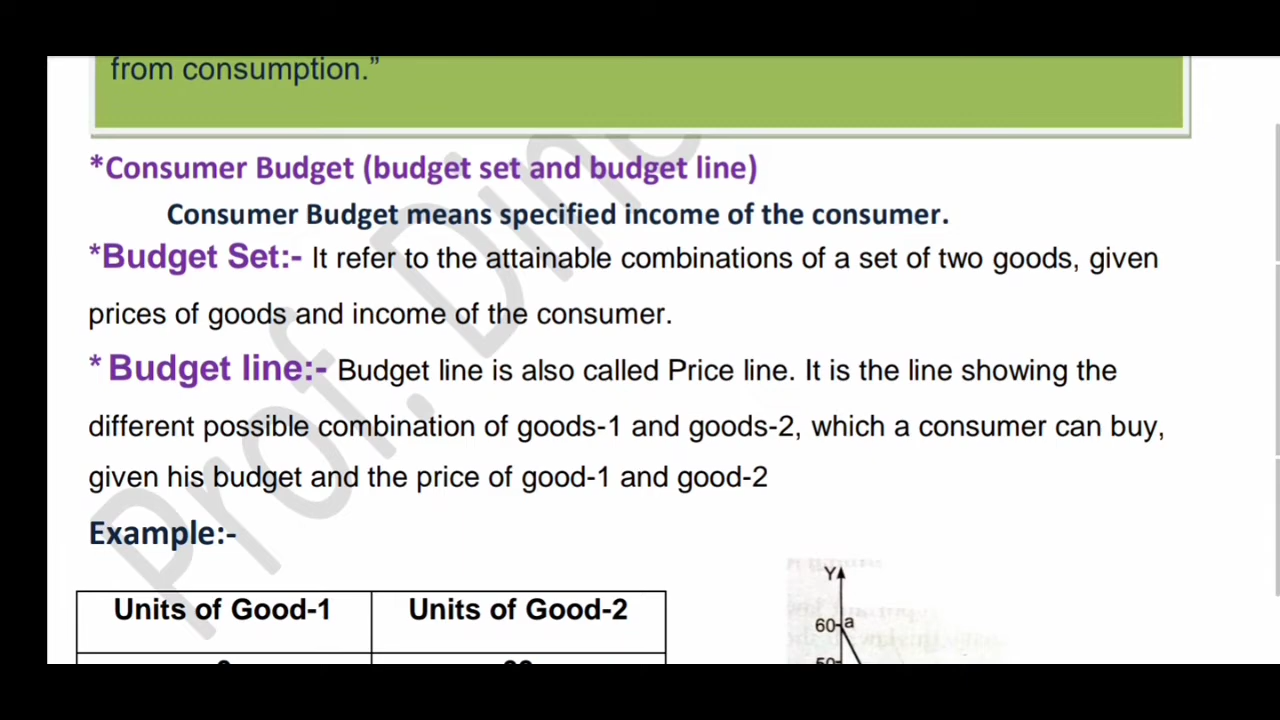 from consumption.”
*Consumer Budget (budget set and budget line)
Consumer Budget means specified income of the consumer.
*Budget Set:- It refer to the attainable combinations of a set of two goods, given
prices of goods and income of the consumer.
* Budget line:- Budget line is also called Price line. It is the line showing the
different possible combination of goods-1 and goods-2, which a consumer can buy,
given his budget and the price of good-1 and good-2
Example:-
Units of Good-1 Units of Good-2
Y
60 a
Prof. Dine